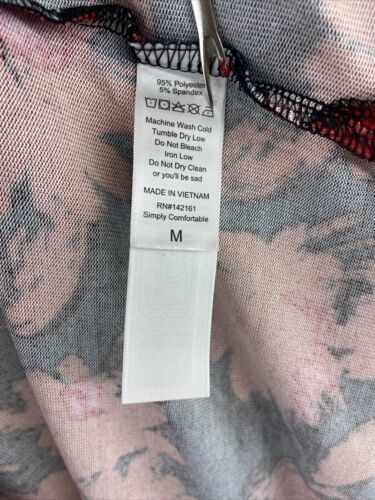 95% Polyester
5% Spandex
Machine Wash Cold
Tumble Dry Low
Do Not Bleach
Iron Low
Do Not Dry Clean
or you'll be sad
MADE IN VIETNAM
RN#142161
Simply Comfortable
M